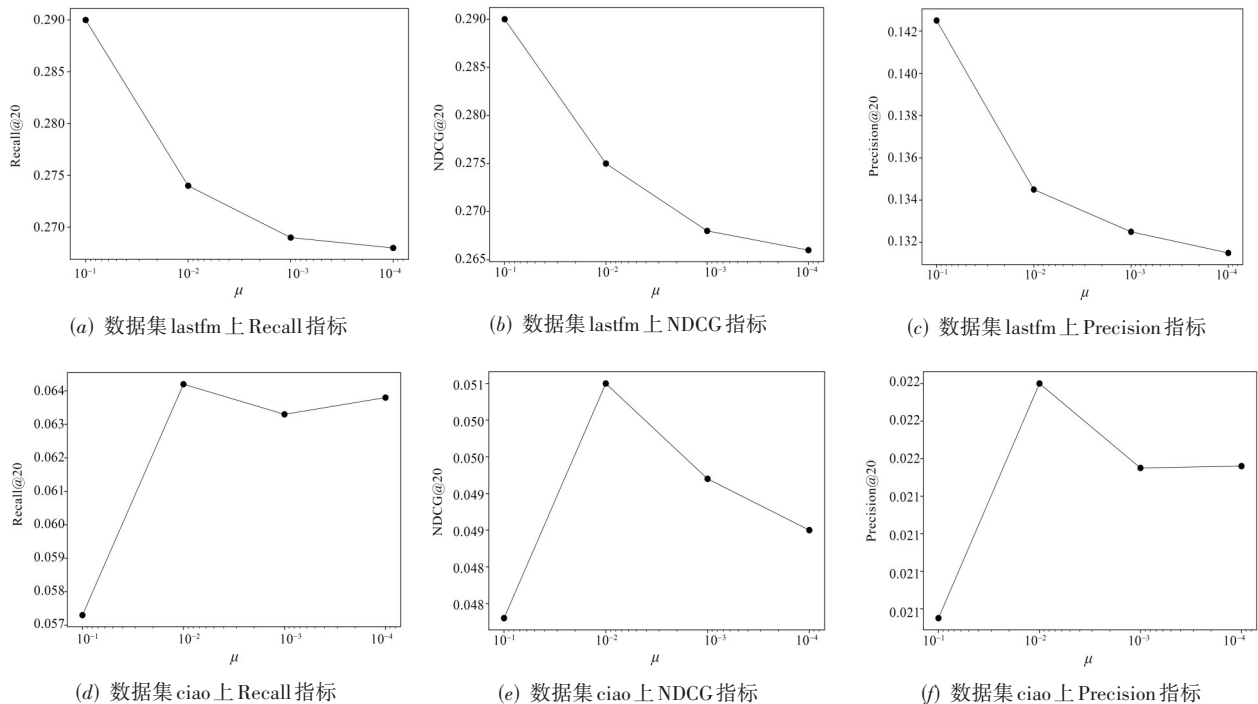 0.290
0.285
0.280
0.275
0.270
Recall@20
10⁻¹ 10⁻² 10⁻³ 10⁻⁴
μ
(a) 数据集lastfm上Recall指标
0.290
0.285
0.280
0.275
0.270
0.265
NDCG@20
10⁻¹ 10⁻² 10⁻³ 10⁻⁴
μ
(b) 数据集lastfm上NDCG指标
0.142
0.140
0.138
0.136
0.134
0.132
Precision@20
10⁻¹ 10⁻² 10⁻³ 10⁻⁴
μ
(c) 数据集lastfm上Precision指标
0.064
0.063
0.062
0.061
0.060
0.059
0.058
0.057
Recall@20
10⁻¹ 10⁻² 10⁻³ 10⁻⁴
μ
(d) 数据集ciao上Recall指标
0.051
0.050
0.050
0.049
0.049
0.048
0.048
NDCG@20
10⁻¹ 10⁻² 10⁻³ 10⁻⁴
μ
(e) 数据集ciao上NDCG指标
0.022
0.022
0.022
0.021
0.021
0.021
0.021
Precision@20
10⁻¹ 10⁻² 10⁻³ 10⁻⁴
μ
(f) 数据集ciao上Precision指标